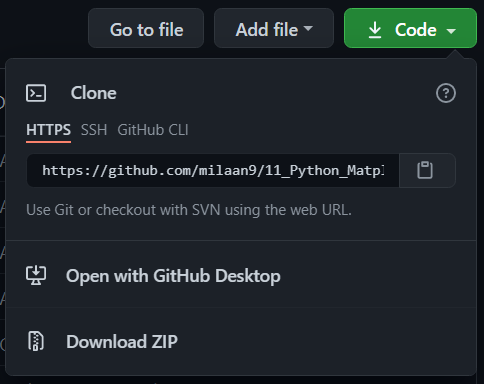 Go to file
Add file
Code
Clone
HTTPS
SSH
GitHub CLI
https://github.com/milaan9/11_Python_Matpl
Use Git or checkout with SVN using the web URL.
Open with GitHub Desktop
Download ZIP